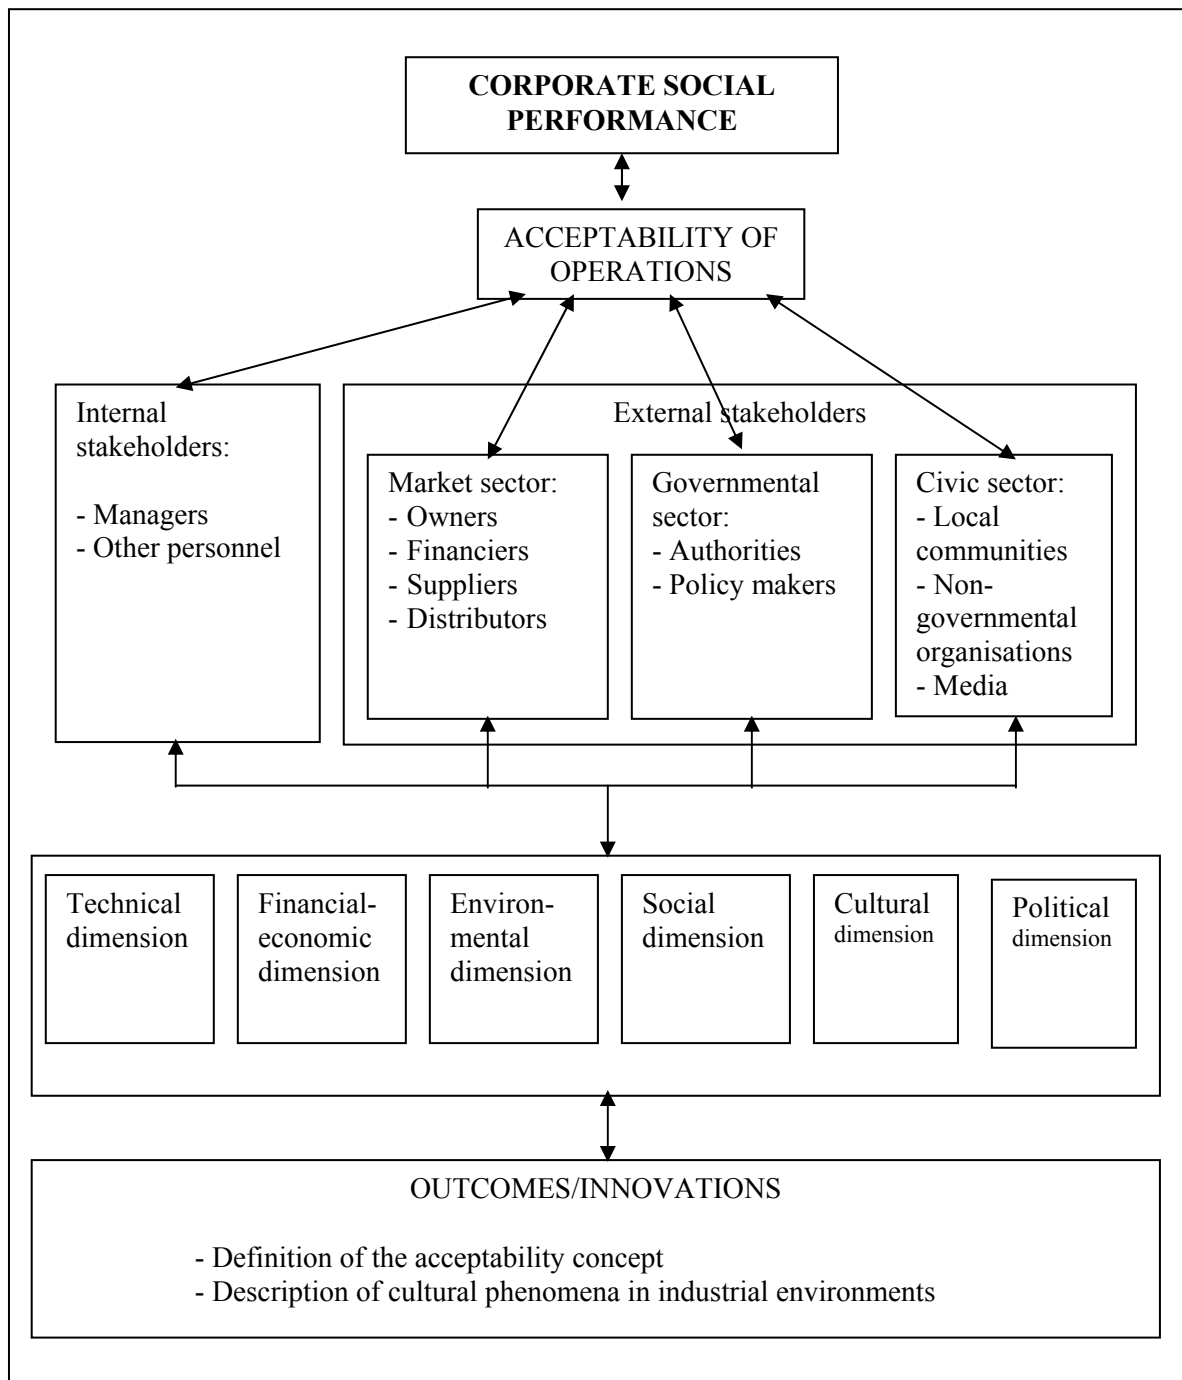 CORPORATE SOCIAL
PERFORMANCE
ACCEPTABILITY OF
OPERATIONS
Internal
stakeholders:
- Managers
- Other personnel
External stakeholders
Market sector:
- Owners
- Financiers
- Suppliers
- Distributors
Governmental
sector:
- Authorities
- Policy makers
Civic sector:
- Local
communities
- Non-
governmental
organisations
- Media
Technical
dimension
Financial-
economic
dimension
Environ-
mental
dimension
Social
dimension
Cultural
dimension
Political
dimension
OUTCOMES/INNOVATIONS
- Definition of the acceptability concept
- Description of cultural phenomena in industrial environments